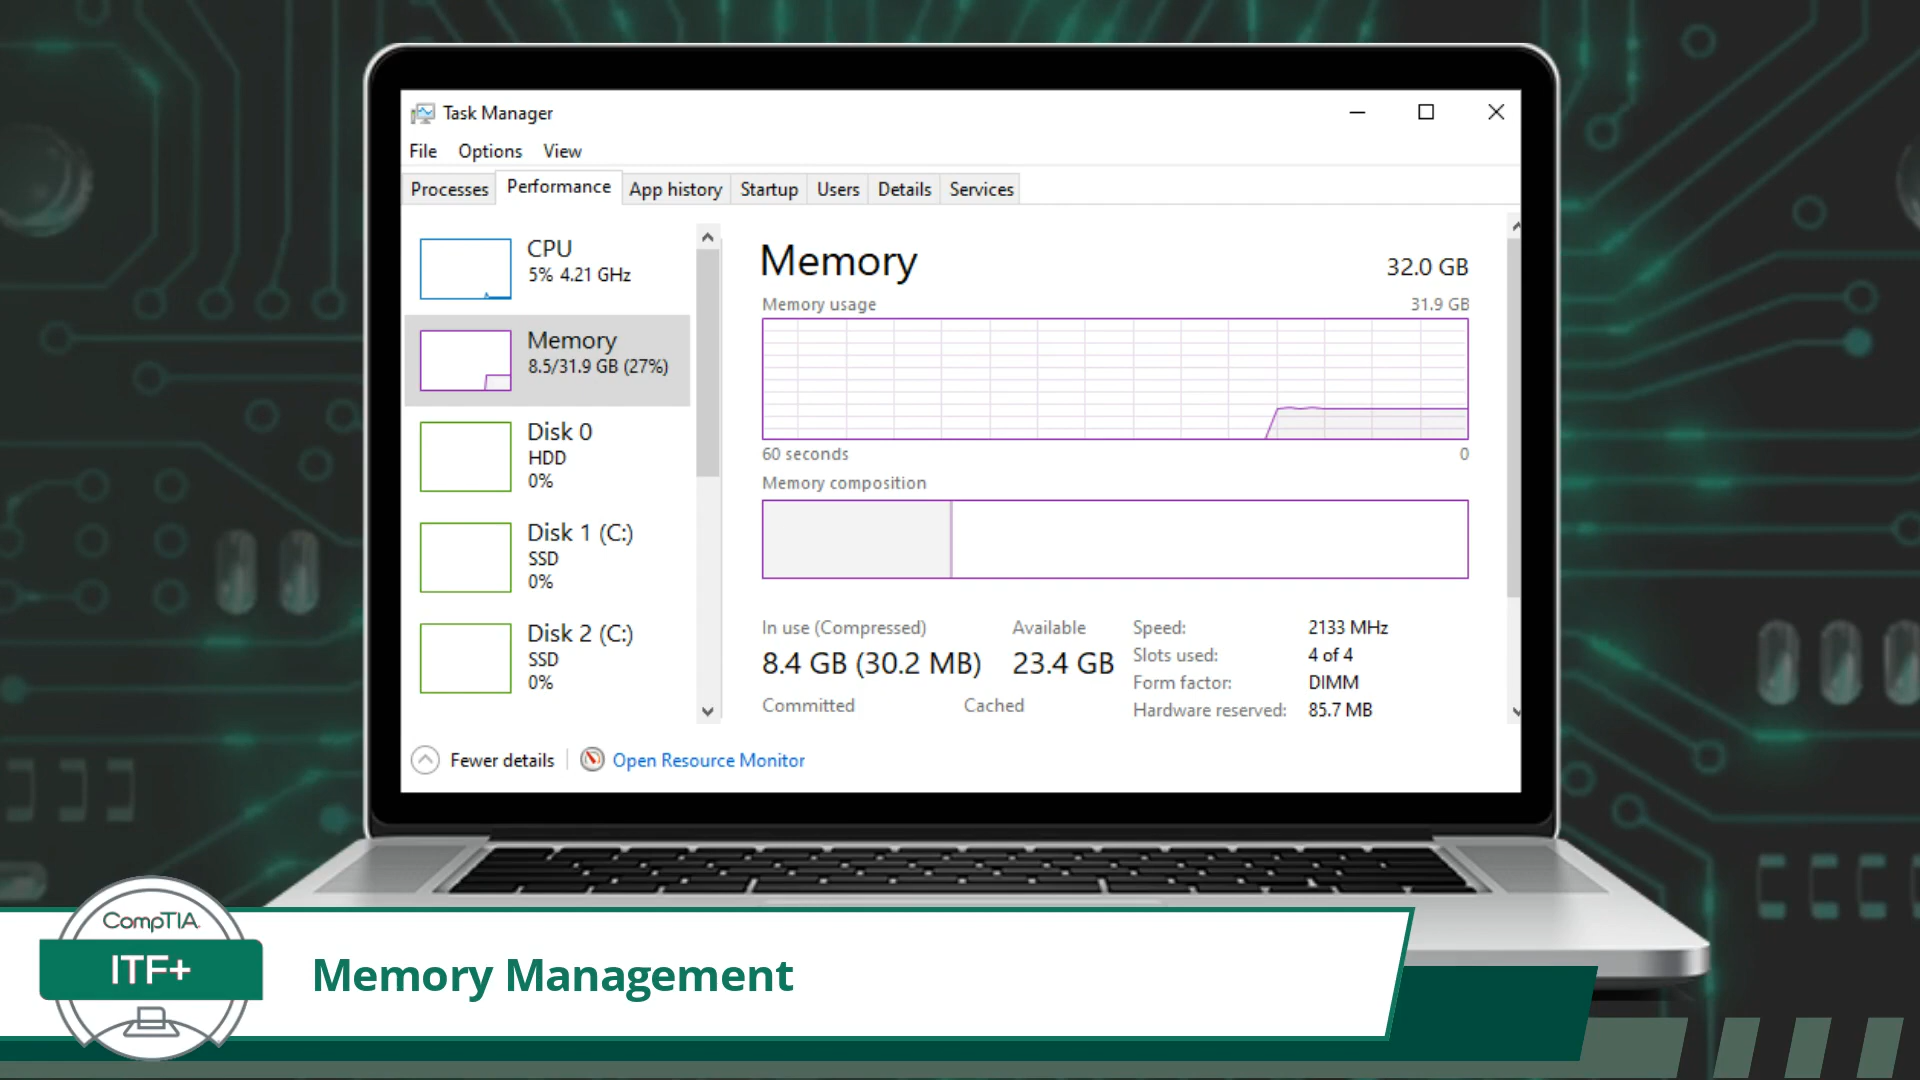 Task Manager
File Options View
Processes Performance App history Startup Users Details Services
CPU
5% 4.21 GHz
Memory
8.5/31.9 GB (27%)
Disk 0
HDD
0%
Disk 1 (C:)
SSD
0%
Disk 2 (C:)
SSD
0%
Memory 32.0 GB
Memory usage 31.9 GB
60 seconds 0
Memory composition
In use (Compressed) Available
8.4 GB (30.2 MB) 23.4 GB
Committed Cached
Speed: 2133 MHz
Slots used: 4 of 4
Form factor: DIMM
Hardware reserved: 85.7 MB
Fewer details Open Resource Monitor
CompTIA
ITF+
Memory Management